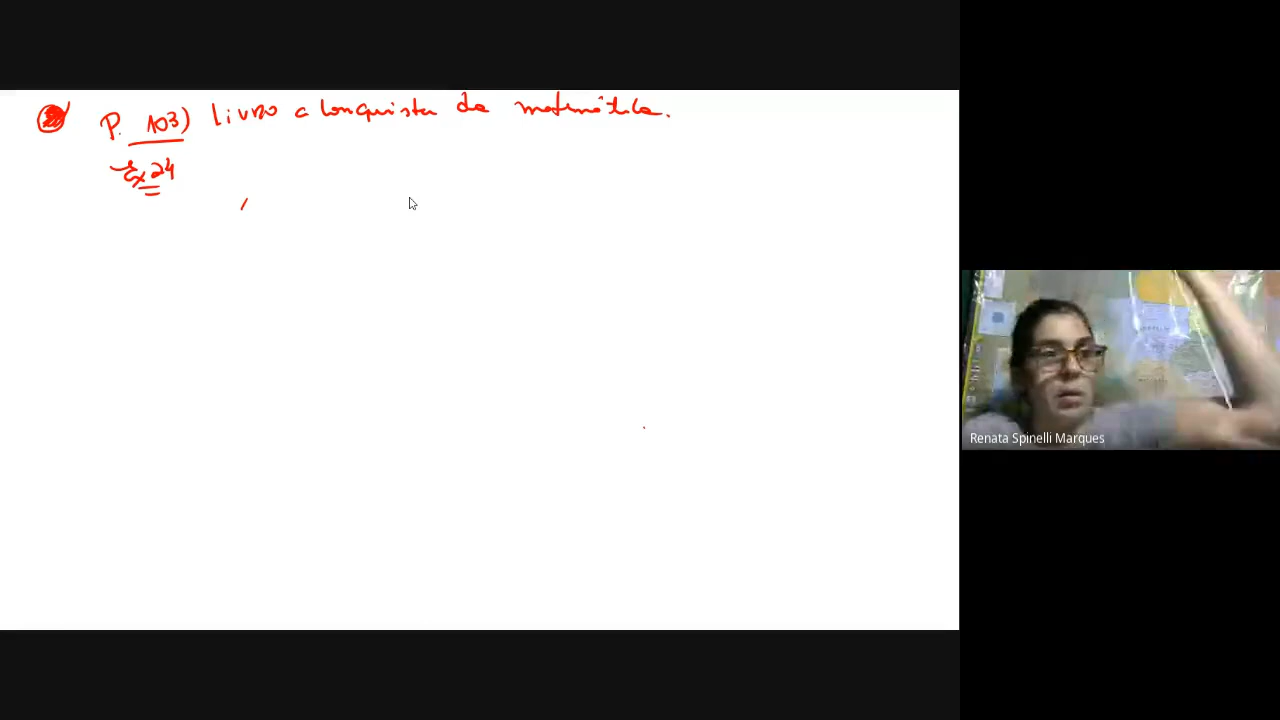 P. 103) Livro a conquista da matemática.
Ex 24
Renata Spinelli Marques